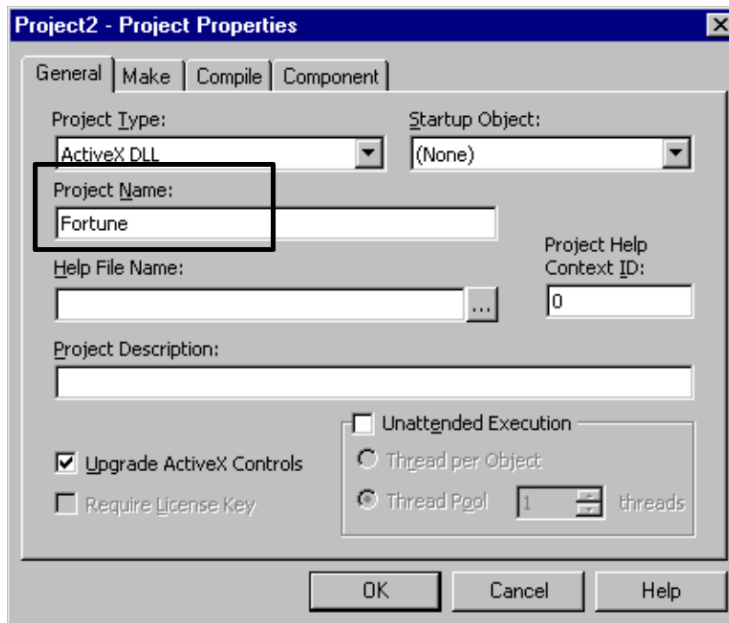 Project2 - Project Properties
General Make Compile Component
Project Type: Startup Object:
ActiveX DLL (None)
Project Name:
Fortune
Project Help
Context ID:
Help File Name:
... 0
Project Description:
Unattended Execution
Upgrade ActiveX Controls Thread per Object
Require License Key Thread Pool 1 threads
OK Cancel Help